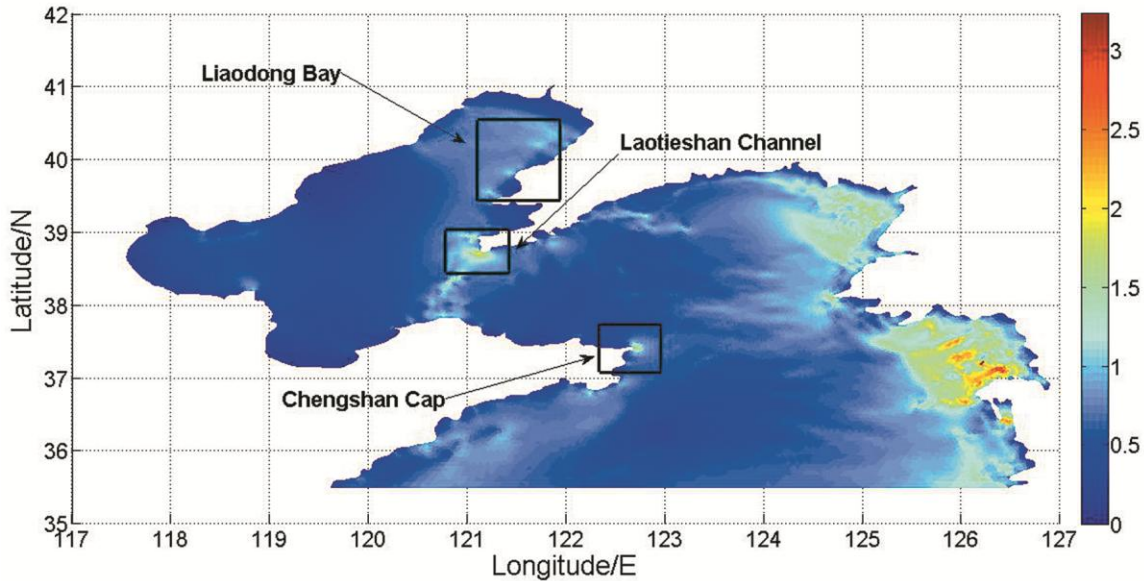 42
41
40
39
38
37
36
35
Latitude/N
Liaodong Bay
Laotieshan Channel
Chengshan Cap
117 118 119 120 121 122 123 124 125 126 127
Longitude/E
3
2.5
2
1.5
1
0.5
0